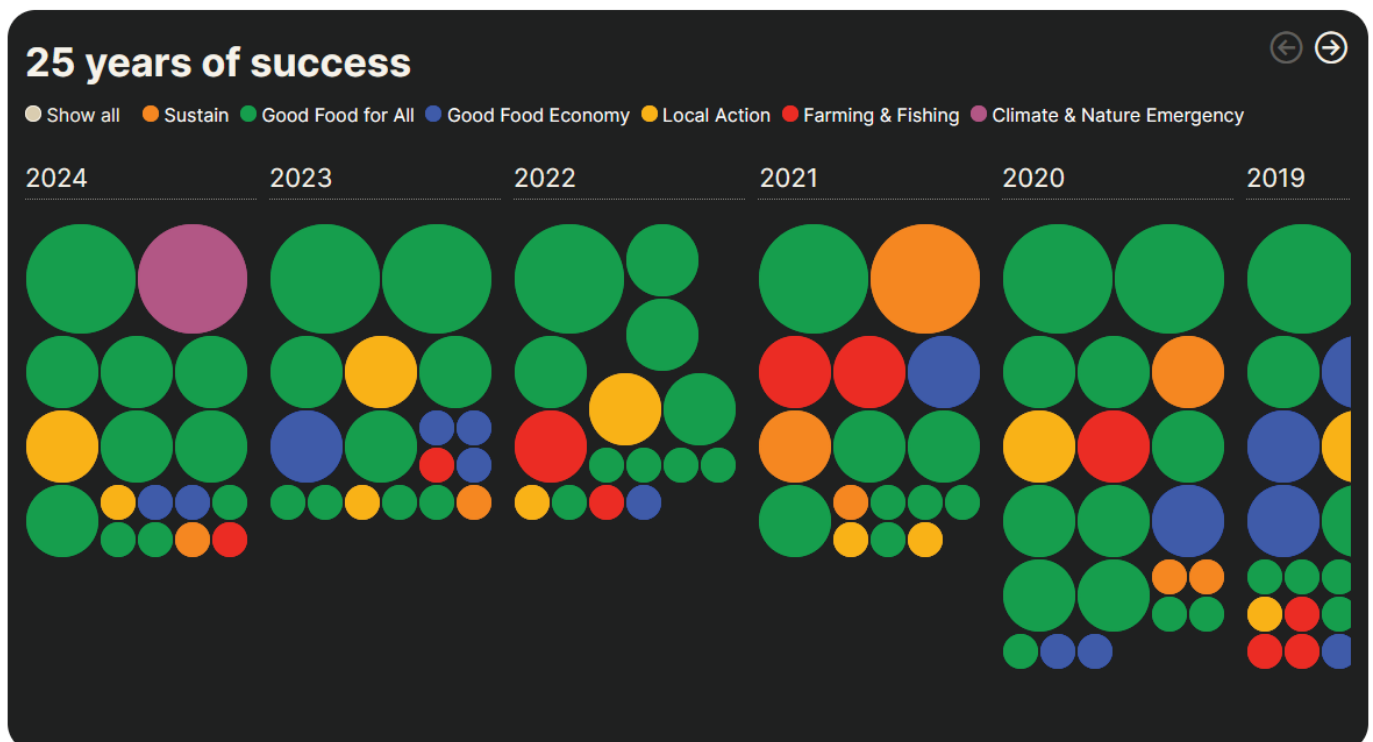 25 years of success
Show all Sustain Good Food for All Good Food Economy Local Action Farming & Fishing Climate & Nature Emergency
2024 2023 2022 2021 2020 2019